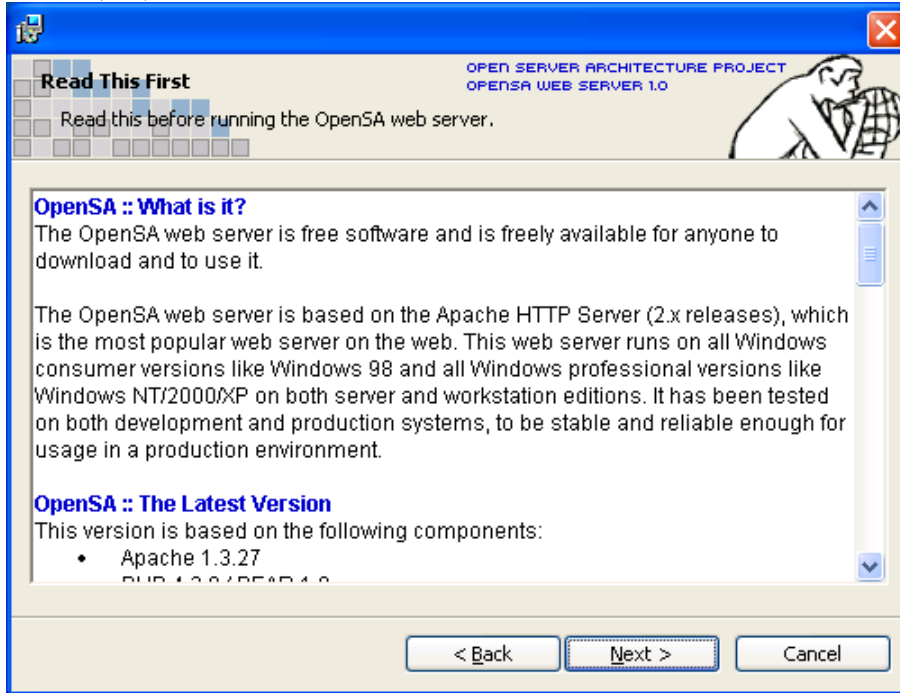 Read This First
OPEN SERVER ARCHITECTURE PROJECT
OPENSA WEB SERVER 1.0
Read this before running the OpenSA web server.
OpenSA :: What is it?
The OpenSA web server is free software and is freely available for anyone to
download and to use it.
The OpenSA web server is based on the Apache HTTP Server (2.x releases), which
is the most popular web server on the web. This web server runs on all Windows
consumer versions like Windows 98 and all Windows professional versions like
Windows NT/2000/XP on both server and workstation editions. It has been tested
on both development and production systems, to be stable and reliable enough for
usage in a production environment.
OpenSA :: The Latest Version
This version is based on the following components:
• Apache 1.3.27
< Back
Next >
Cancel